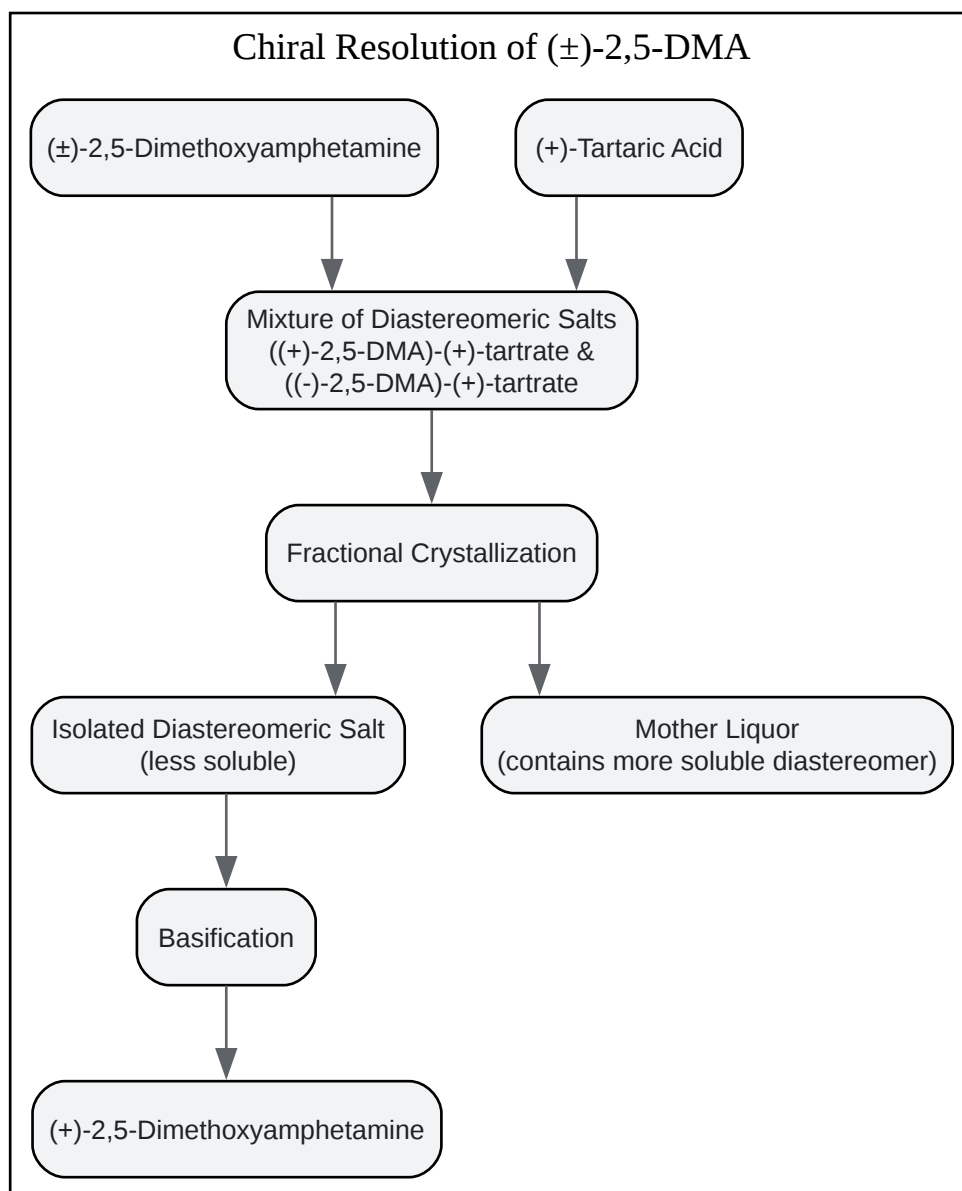 Chiral Resolution of (±)-2,5-DMA
(±)-2,5-Dimethoxyamphetamine
(+)-Tartaric Acid
Mixture of Diastereomeric Salts
((+)-2,5-DMA)-(+)-tartrate &
((-)-2,5-DMA)-(+)-tartrate
Fractional Crystallization
Isolated Diastereomeric Salt
(less soluble)
Mother Liquor
(contains more soluble diastereomer)
Basification
(+)-2,5-Dimethoxyamphetamine